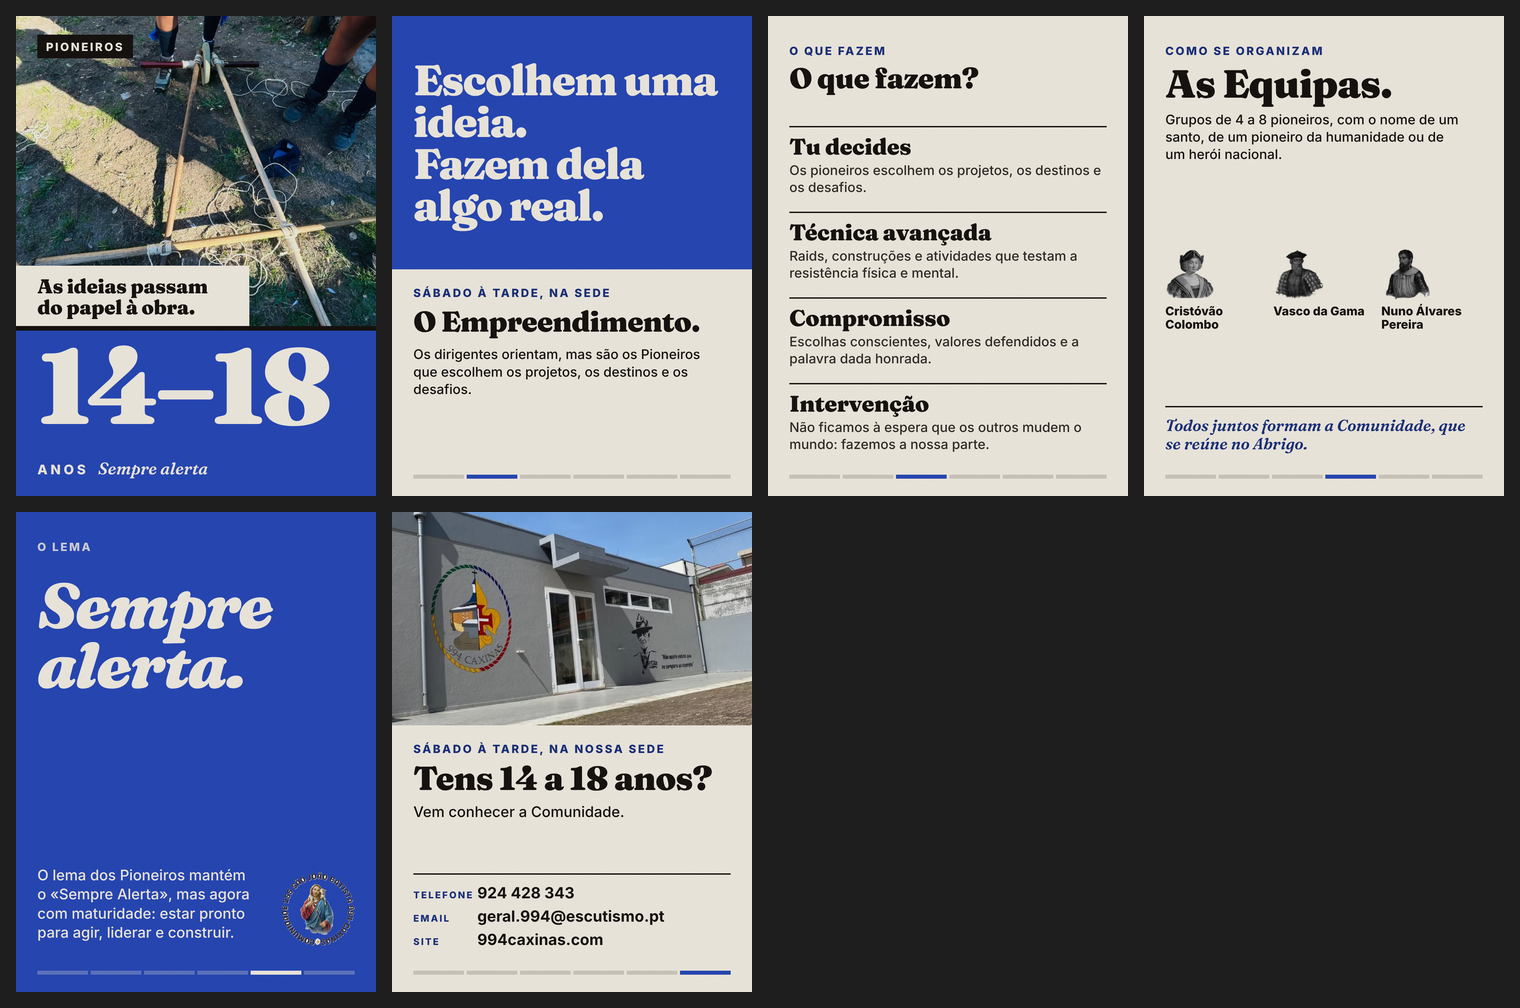 PIONEIROS
As ideias passam
do papel à obra.
14–18
ANOS Sempre alerta
Escolhem uma
ideia.
Fazem dela
algo real.
SÁBADO À TARDE, NA SEDE
O Empreendimento.
Os dirigentes orientam, mas são os Pioneiros
que escolhem os projetos, os destinos e os
desafios.
O QUE FAZEM
O que fazem?
Tu decides
Os pioneiros escolhem os projetos, os destinos e
os desafios.
Técnica avançada
Raids, construções e atividades que testam a
resistência física e mental.
Compromisso
Escolhas conscientes, valores defendidos e a
palavra dada honrada.
Intervenção
Não ficamos à espera que os outros mudem o
mundo: fazemos a nossa parte.
COMO SE ORGANIZAM
As Equipas.
Grupos de 4 a 8 pioneiros, com o nome de um
santo, de um pioneiro da humanidade ou de
um herói nacional.
Cristóvão
Colombo
Vasco da Gama
Nuno Álvares
Pereira
Todos juntos formam a Comunidade, que
se reúne no Abrigo.
O LEMA
Sempre
alerta.
O lema dos Pioneiros mantém
o «Sempre Alerta», mas agora
com maturidade: estar pronto
para agir, liderar e construir.
994 CAXINAS
SÁBADO À TARDE, NA NOSSA SEDE
Tens 14 a 18 anos?
Vem conhecer a Comunidade.
TELEFONE 924 428 343
EMAIL geral.994@escutismo.pt
SITE 994caxinas.com